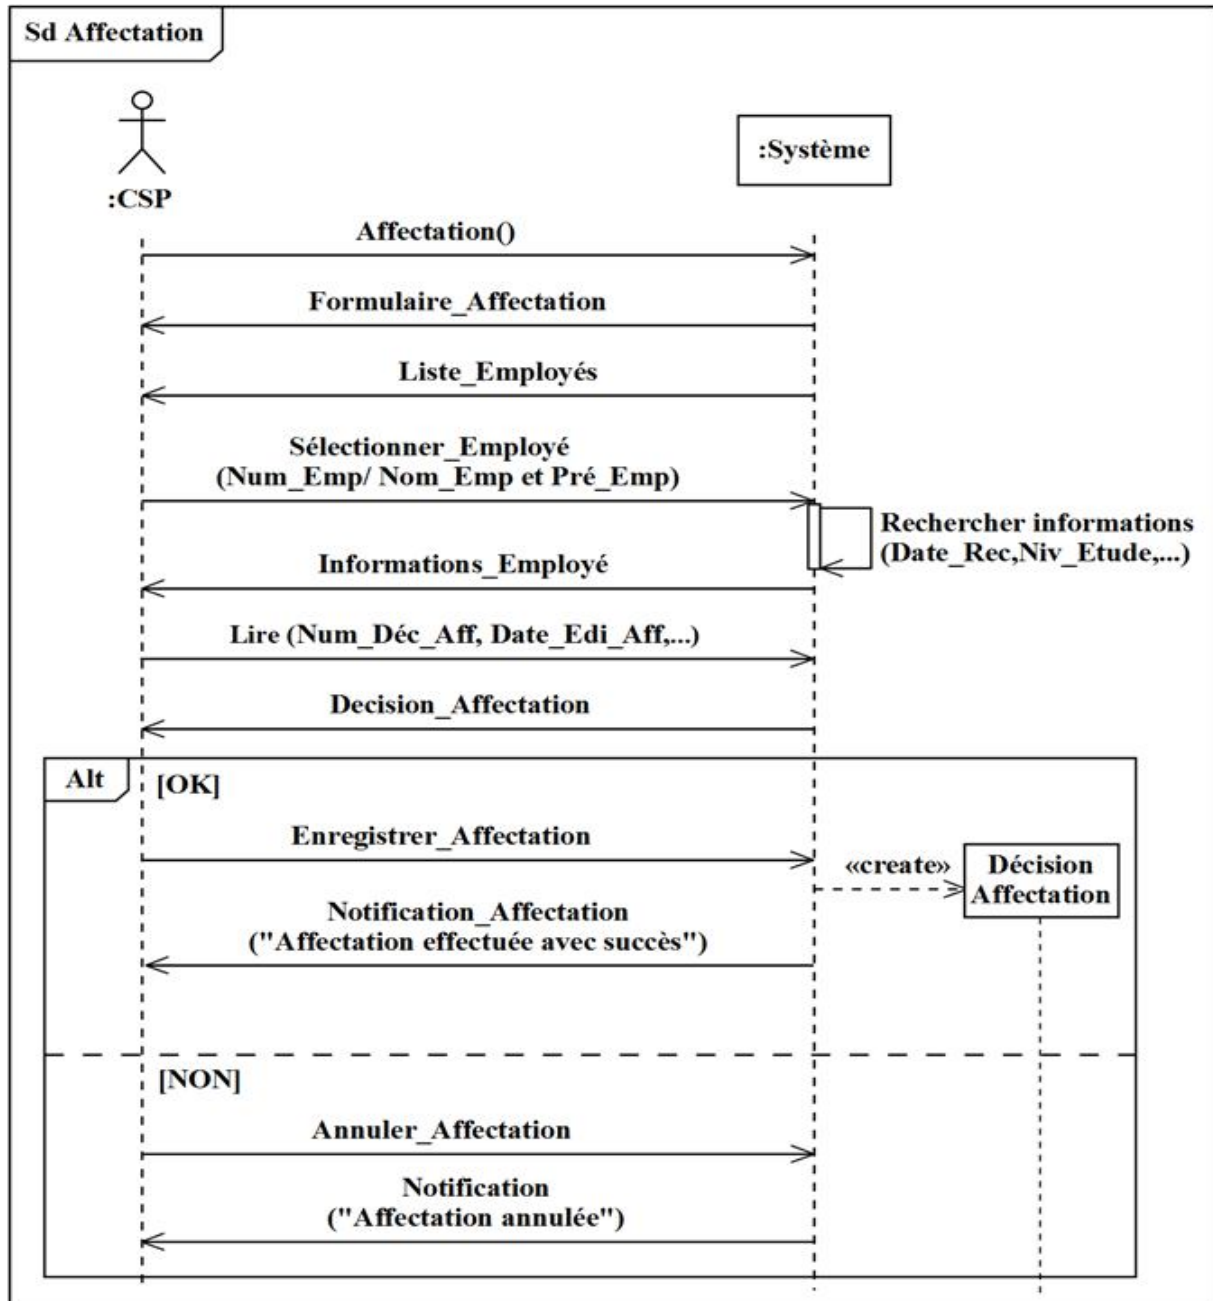 Sd Affectation
:CSP
:Système
Affectation()
Formulaire_Affectation
Liste_Employés
Sélectionner_Employé
(Num_Emp/ Nom_Emp et Pré_Emp)
Rechercher informations
(Date_Rec,Niv_Etude,...)
Informations_Employé
Lire (Num_Déc_Aff, Date_Edi_Aff,...)
Decision_Affectation
Alt
[OK]
Enregistrer_Affectation
«create»
Décision
Affectation
Notification_Affectation
("Affectation effectuée avec succès")
[NON]
Annuler_Affectation
Notification
("Affectation annulée")